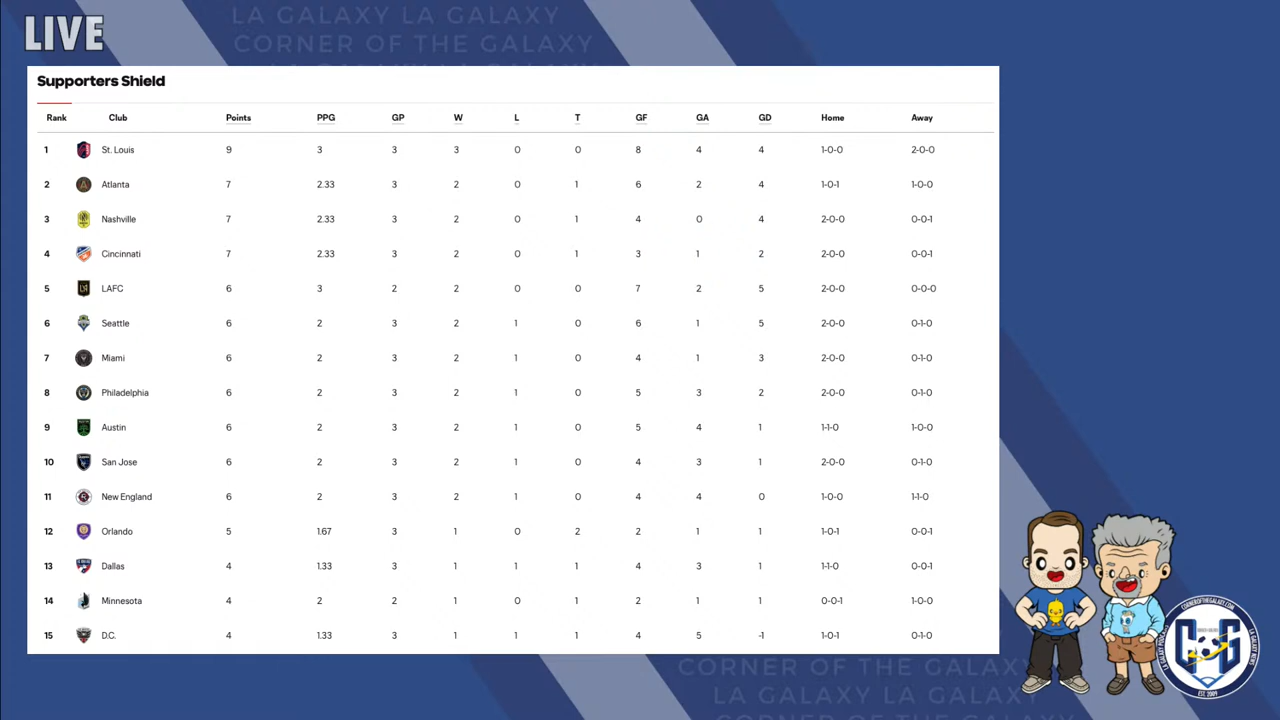 LA GALAXY LA GALAXY
LIVE
CORNER OF THE GALAXY
Supporters Shield
Rank Club Points PPG GP W L T GF GA GD Home Away
1 St. Louis 9 3 3 3 0 0 8 4 4 1-0-0 2-0-0
2 Atlanta 7 2.33 3 2 0 1 6 2 4 1-0-1 1-0-0
3 Nashville 7 2.33 3 2 0 1 4 0 4 2-0-0 0-0-1
4 Cincinnati 7 2.33 3 2 0 1 3 1 2 2-0-0 0-0-1
5 LAFC 6 3 2 2 0 0 7 2 5 2-0-0 0-0-0
6 Seattle 6 2 3 2 1 0 6 1 5 2-0-0 0-1-0
7 Miami 6 2 3 2 1 0 4 1 3 2-0-0 0-1-0
8 Philadelphia 6 2 3 2 1 0 5 3 2 2-0-0 0-1-0
9 Austin 6 2 3 2 1 0 5 4 1 1-1-0 1-0-0
10 San Jose 6 2 3 2 1 0 4 3 1 2-0-0 0-1-0
11 New England 6 2 3 2 1 0 4 4 0 1-0-0 1-1-0
12 Orlando 5 1.67 3 1 0 2 2 1 1 1-0-1 0-0-1
13 Dallas 4 1.33 3 1 1 1 4 3 1 1-1-0 0-0-1
14 Minnesota 4 2 2 1 0 1 2 1 1 0-0-1 1-0-0
15 D.C. 4 1.33 3 1 1 1 4 5 -1 1-0-1 0-1-0
CORNER OF THE GALAXY
LA GALAXY LA GALAXY
CORNEROFTHEGALAXY.COM
LA GALAXY PODCAST
LA GALAXY NEWS
EST. 2009